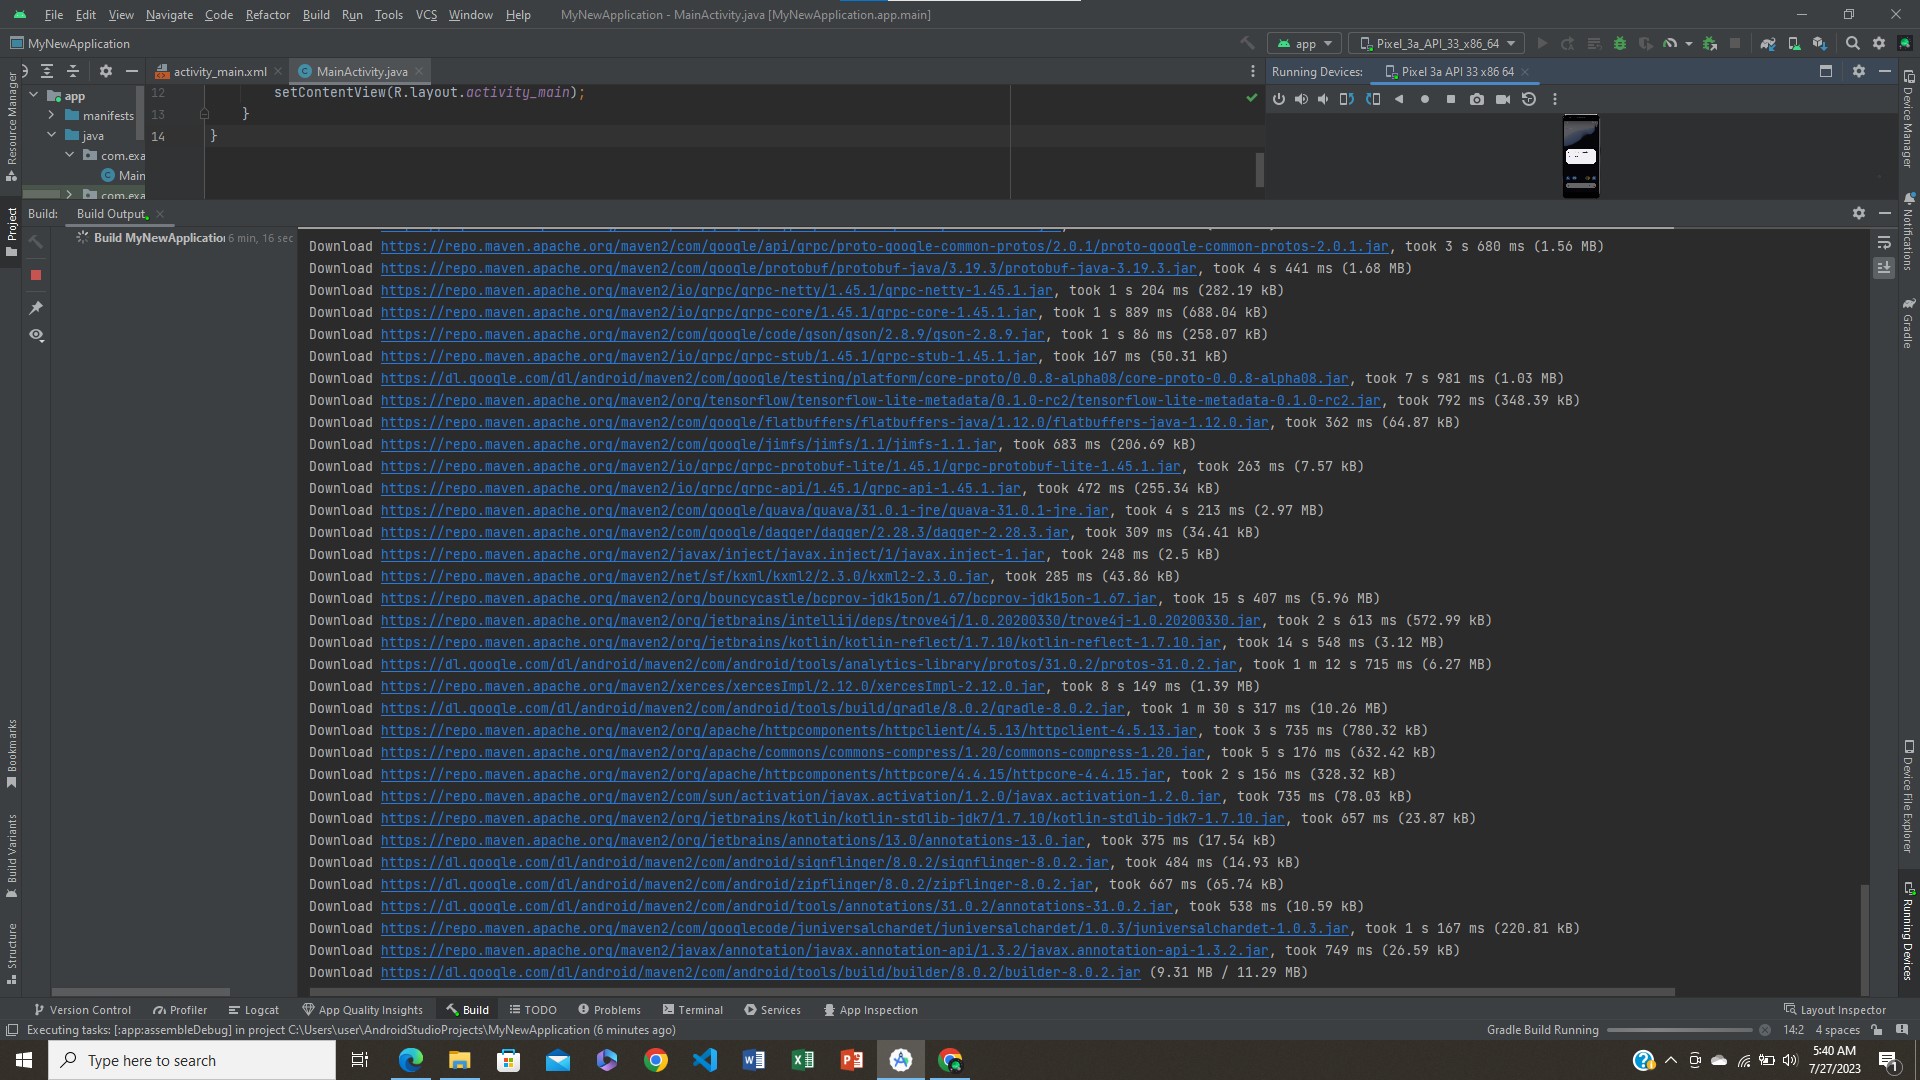 File Edit View Navigate Code Refactor Build Run Tools VCS Window Help MyNewApplication - MainActivity.java [MyNewApplication.app.main]
MyNewApplication app Pixel_3a_API_33_x86_64
activity_main.xml MainActivity.java Running Devices: Pixel 3a API 33 x86 64
app
manifests
java
com.exa
Main
com.exa
12 setContentView(R.layout.activity_main);
13 }
14 }
Build: Build Output
Build MyNewApplication 6 min, 16 sec
Download https://repo.maven.apache.org/maven2/com/google/api/grpc/proto-google-common-protos/2.0.1/proto-google-common-protos-2.0.1.jar, took 3 s 680 ms (1.56 MB)
Download https://repo.maven.apache.org/maven2/com/google/protobuf/protobuf-java/3.19.3/protobuf-java-3.19.3.jar, took 4 s 441 ms (1.68 MB)
Download https://repo.maven.apache.org/maven2/io/grpc/grpc-netty/1.45.1/grpc-netty-1.45.1.jar, took 1 s 204 ms (282.19 kB)
Download https://repo.maven.apache.org/maven2/io/grpc/grpc-core/1.45.1/grpc-core-1.45.1.jar, took 1 s 889 ms (688.04 kB)
Download https://repo.maven.apache.org/maven2/com/google/code/gson/gson/2.8.9/gson-2.8.9.jar, took 1 s 86 ms (258.07 kB)
Download https://repo.maven.apache.org/maven2/io/grpc/grpc-stub/1.45.1/grpc-stub-1.45.1.jar, took 167 ms (50.31 kB)
Download https://dl.google.com/dl/android/maven2/com/google/testing/platform/core-proto/0.0.8-alpha08/core-proto-0.0.8-alpha08.jar, took 7 s 981 ms (1.03 MB)
Download https://repo.maven.apache.org/maven2/org/tensorflow/tensorflow-lite-metadata/0.1.0-rc2/tensorflow-lite-metadata-0.1.0-rc2.jar, took 792 ms (348.39 kB)
Download https://repo.maven.apache.org/maven2/com/google/flatbuffers/flatbuffers-java/1.12.0/flatbuffers-java-1.12.0.jar, took 362 ms (64.87 kB)
Download https://repo.maven.apache.org/maven2/com/google/jimfs/jimfs/1.1/jimfs-1.1.jar, took 683 ms (206.69 kB)
Download https://repo.maven.apache.org/maven2/io/grpc/grpc-protobuf-lite/1.45.1/grpc-protobuf-lite-1.45.1.jar, took 263 ms (7.57 kB)
Download https://repo.maven.apache.org/maven2/io/grpc/grpc-api/1.45.1/grpc-api-1.45.1.jar, took 472 ms (255.34 kB)
Download https://repo.maven.apache.org/maven2/com/google/guava/guava/31.0.1-jre/guava-31.0.1-jre.jar, took 4 s 213 ms (2.97 MB)
Download https://repo.maven.apache.org/maven2/com/google/dagger/dagger/2.28.3/dagger-2.28.3.jar, took 309 ms (34.41 kB)
Download https://repo.maven.apache.org/maven2/javax/inject/javax.inject/1/javax.inject-1.jar, took 248 ms (2.5 kB)
Download https://repo.maven.apache.org/maven2/net/sf/kxml/kxml2/2.3.0/kxml2-2.3.0.jar, took 285 ms (43.86 kB)
Download https://repo.maven.apache.org/maven2/org/bouncycastle/bcprov-jdk15on/1.67/bcprov-jdk15on-1.67.jar, took 15 s 407 ms (5.96 MB)
Download https://repo.maven.apache.org/maven2/org/jetbrains/intellij/deps/trove4j/1.0.20200330/trove4j-1.0.20200330.jar, took 2 s 613 ms (572.99 kB)
Download https://repo.maven.apache.org/maven2/org/jetbrains/kotlin/kotlin-reflect/1.7.10/kotlin-reflect-1.7.10.jar, took 14 s 548 ms (3.12 MB)
Download https://dl.google.com/dl/android/maven2/com/android/tools/analytics-library/protos/31.0.2/protos-31.0.2.jar, took 1 m 12 s 715 ms (6.27 MB)
Download https://repo.maven.apache.org/maven2/xerces/xercesImpl/2.12.0/xercesImpl-2.12.0.jar, took 8 s 149 ms (1.39 MB)
Download https://dl.google.com/dl/android/maven2/com/android/tools/build/gradle/8.0.2/gradle-8.0.2.jar, took 1 m 30 s 317 ms (10.26 MB)
Download https://repo.maven.apache.org/maven2/org/apache/httpcomponents/httpclient/4.5.13/httpclient-4.5.13.jar, took 3 s 735 ms (780.32 kB)
Download https://repo.maven.apache.org/maven2/org/apache/commons/commons-compress/1.20/commons-compress-1.20.jar, took 5 s 176 ms (632.42 kB)
Download https://repo.maven.apache.org/maven2/org/apache/httpcomponents/httpcore/4.4.15/httpcore-4.4.15.jar, took 2 s 156 ms (328.32 kB)
Download https://repo.maven.apache.org/maven2/com/sun/activation/javax.activation/1.2.0/javax.activation-1.2.0.jar, took 735 ms (78.03 kB)
Download https://repo.maven.apache.org/maven2/org/jetbrains/kotlin/kotlin-stdlib-jdk7/1.7.10/kotlin-stdlib-jdk7-1.7.10.jar, took 657 ms (23.87 kB)
Download https://repo.maven.apache.org/maven2/org/jetbrains/annotations/13.0/annotations-13.0.jar, took 375 ms (17.54 kB)
Download https://dl.google.com/dl/android/maven2/com/android/signflinger/8.0.2/signflinger-8.0.2.jar, took 484 ms (14.93 kB)
Download https://dl.google.com/dl/android/maven2/com/android/zipflinger/8.0.2/zipflinger-8.0.2.jar, took 667 ms (65.74 kB)
Download https://dl.google.com/dl/android/maven2/com/android/tools/annotations/31.0.2/annotations-31.0.2.jar, took 538 ms (10.59 kB)
Download https://repo.maven.apache.org/maven2/com/googlecode/juniversalchardet/juniversalchardet/1.0.3/juniversalchardet-1.0.3.jar, took 1 s 167 ms (220.81 kB)
Download https://repo.maven.apache.org/maven2/javax/annotation/javax.annotation-api/1.3.2/javax.annotation-api-1.3.2.jar, took 749 ms (26.59 kB)
Download https://dl.google.com/dl/android/maven2/com/android/tools/build/builder/8.0.2/builder-8.0.2.jar (9.31 MB / 11.29 MB)
Resource Manager
Project
Bookmarks
Build Variants
Structure
Device Manager
Notifications
Gradle
Device File Explorer
Running Devices
Version Control Profiler Logcat App Quality Insights Build TODO Problems Terminal Services App Inspection Layout Inspector
Executing tasks: [:app:assembleDebug] in project C:\Users\user\AndroidStudioProjects\MyNewApplication (6 minutes ago) Gradle Build Running 14:2 4 spaces
Type here to search
5:40 AM
7/27/2023
1